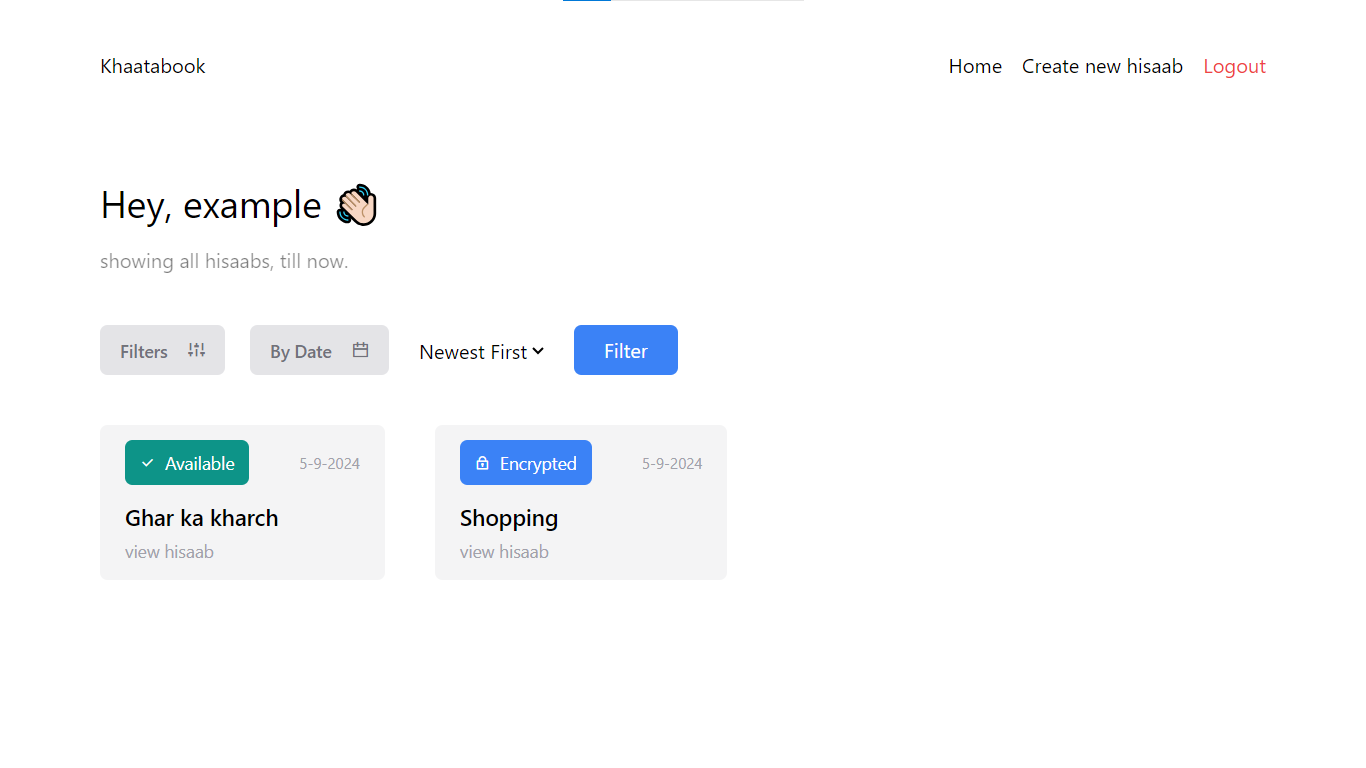 Khaatabook Home Create new hisaab Logout
Hey, example 👋🏻
showing all hisaabs, till now.
Filters By Date Newest First Filter
Available 5-9-2024
Ghar ka kharch
view hisaab
Encrypted 5-9-2024
Shopping
view hisaab